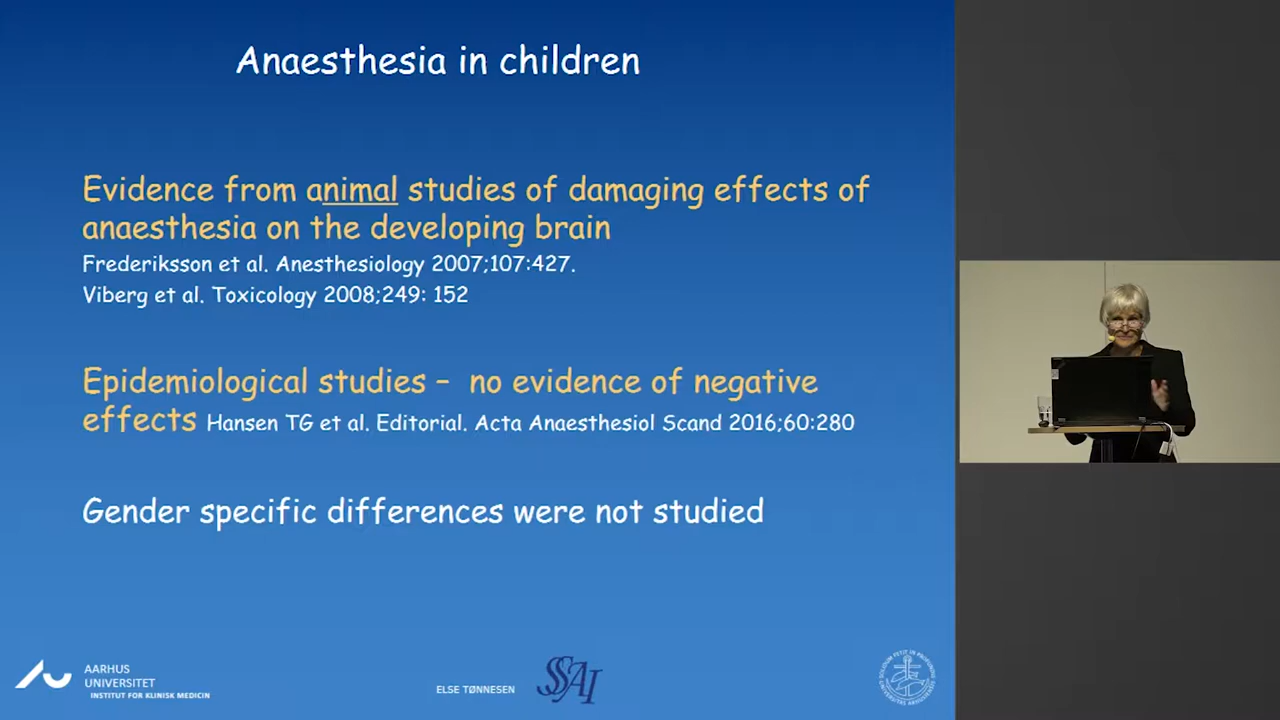 Anaesthesia in children
Evidence from animal studies of damaging effects of
anaesthesia on the developing brain
Frederiksson et al. Anesthesiology 2007;107:427.
Viberg et al. Toxicology 2008;249: 152
Epidemiological studies – no evidence of negative
effects Hansen TG et al. Editorial. Acta Anaesthesiol Scand 2016;60:280
Gender specific differences were not studied
AARHUS
UNIVERSITET
INSTITUT FOR KLINISK MEDICIN
ELSE TØNNESEN
SSAI